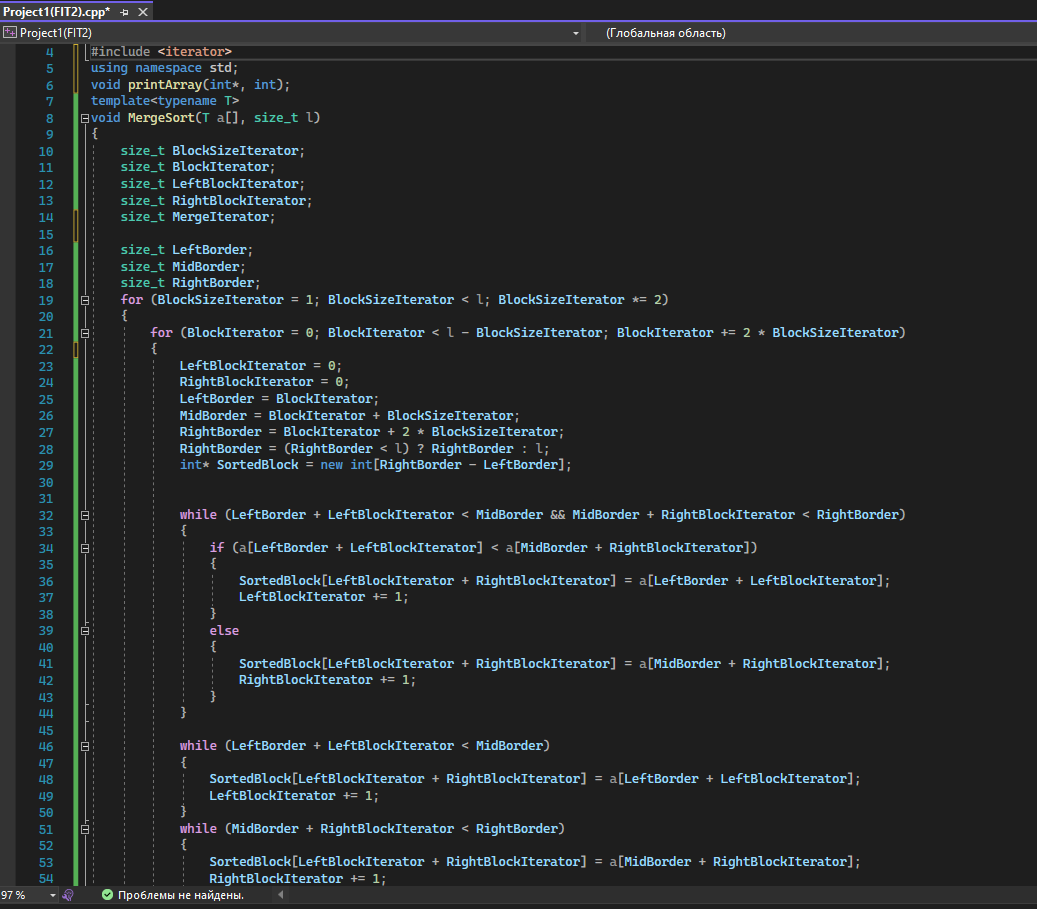 Project1(FIT2).cpp*
Project1(FIT2) (Глобальная область)
4 #include <iterator>
5 using namespace std;
6 void printArray(int*, int);
7 template<typename T>
8 void MergeSort(T a[], size_t l)
9 {
10 size_t BlockSizeIterator;
11 size_t BlockIterator;
12 size_t LeftBlockIterator;
13 size_t RightBlockIterator;
14 size_t MergeIterator;
15
16 size_t LeftBorder;
17 size_t MidBorder;
18 size_t RightBorder;
19 for (BlockSizeIterator = 1; BlockSizeIterator < l; BlockSizeIterator *= 2)
20 {
21 for (BlockIterator = 0; BlockIterator < l - BlockSizeIterator; BlockIterator += 2 * BlockSizeIterator)
22 {
23 LeftBlockIterator = 0;
24 RightBlockIterator = 0;
25 LeftBorder = BlockIterator;
26 MidBorder = BlockIterator + BlockSizeIterator;
27 RightBorder = BlockIterator + 2 * BlockSizeIterator;
28 RightBorder = (RightBorder < l) ? RightBorder : l;
29 int* SortedBlock = new int[RightBorder - LeftBorder];
30
31
32 while (LeftBorder + LeftBlockIterator < MidBorder && MidBorder + RightBlockIterator < RightBorder)
33 {
34 if (a[LeftBorder + LeftBlockIterator] < a[MidBorder + RightBlockIterator])
35 {
36 SortedBlock[LeftBlockIterator + RightBlockIterator] = a[LeftBorder + LeftBlockIterator];
37 LeftBlockIterator += 1;
38 }
39 else
40 {
41 SortedBlock[LeftBlockIterator + RightBlockIterator] = a[MidBorder + RightBlockIterator];
42 RightBlockIterator += 1;
43 }
44 }
45
46 while (LeftBorder + LeftBlockIterator < MidBorder)
47 {
48 SortedBlock[LeftBlockIterator + RightBlockIterator] = a[LeftBorder + LeftBlockIterator];
49 LeftBlockIterator += 1;
50 }
51 while (MidBorder + RightBlockIterator < RightBorder)
52 {
53 SortedBlock[LeftBlockIterator + RightBlockIterator] = a[MidBorder + RightBlockIterator];
54 RightBlockIterator += 1;
97 % Проблемы не найдены.